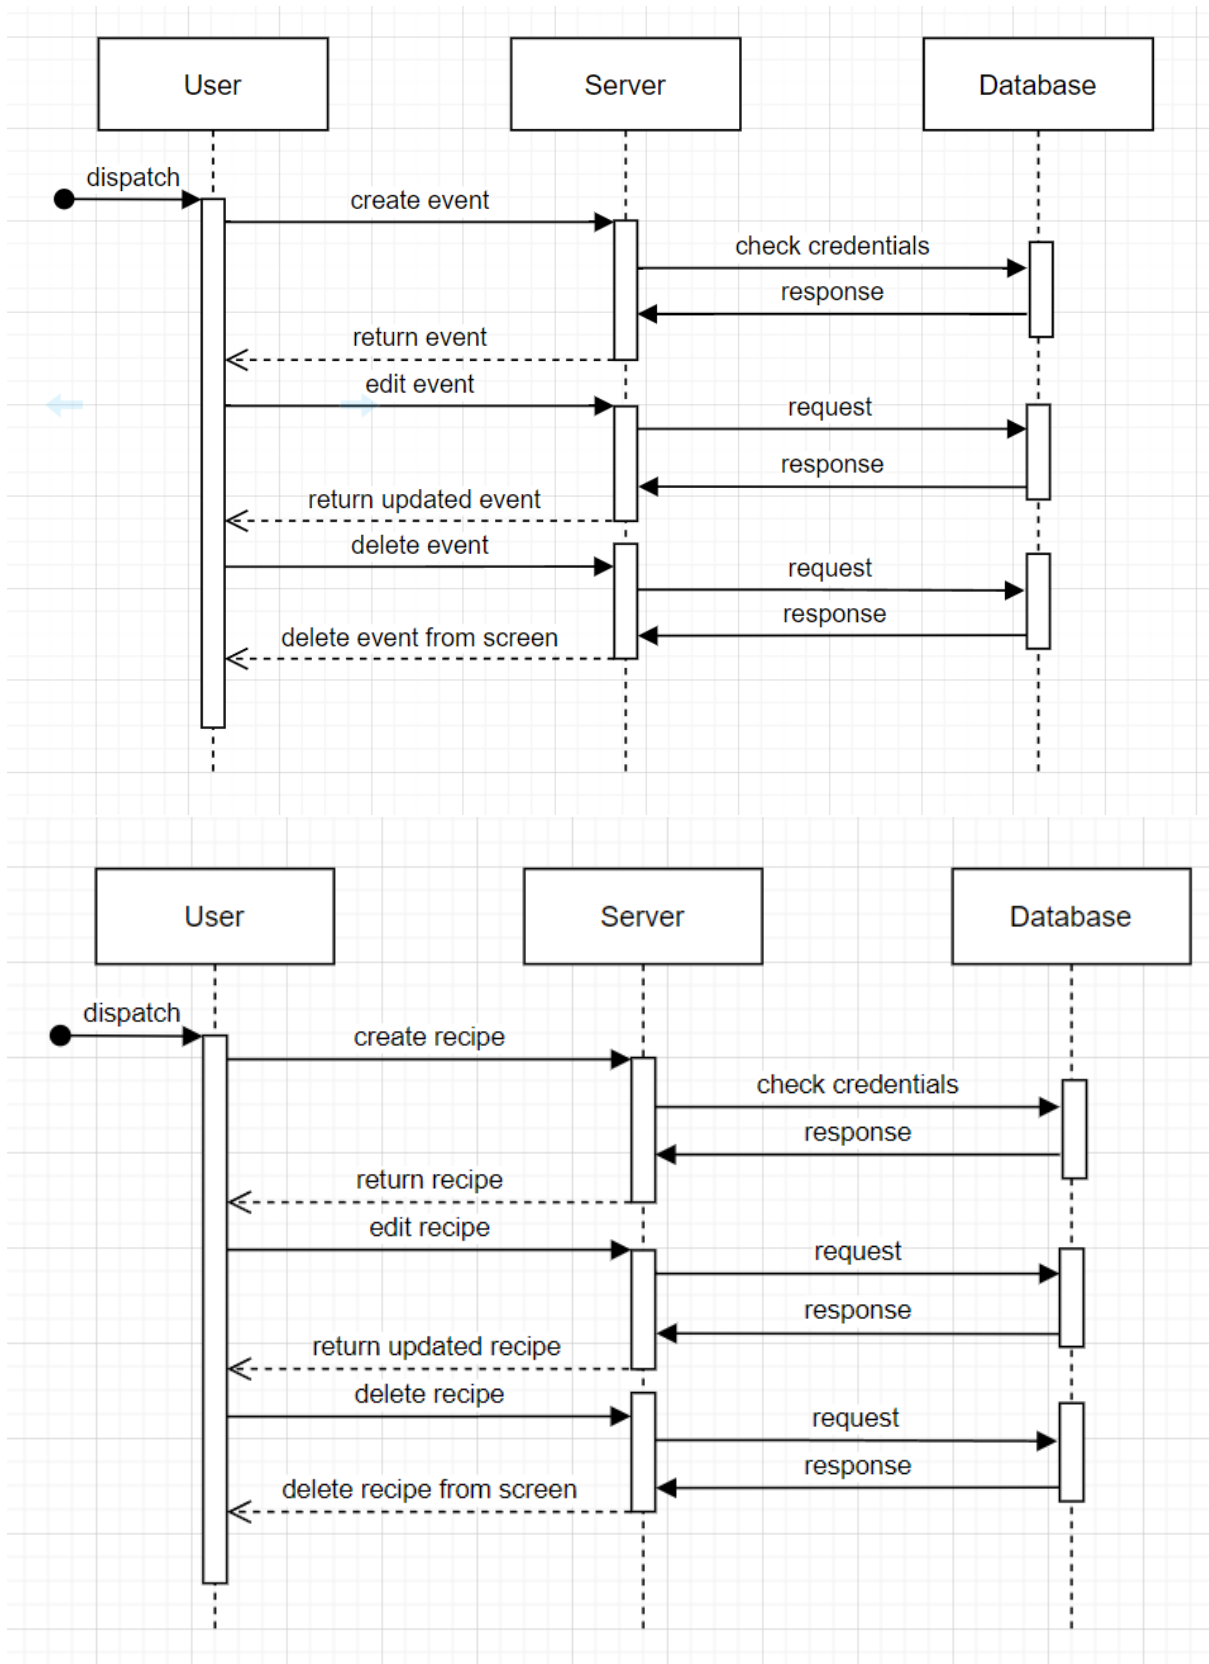 User
Server
Database
dispatch
create event
check credentials
response
return event
edit event
request
response
return updated event
delete event
request
response
delete event from screen
User
Server
Database
dispatch
create recipe
check credentials
response
return recipe
edit recipe
request
response
return updated recipe
delete recipe
request
response
delete recipe from screen